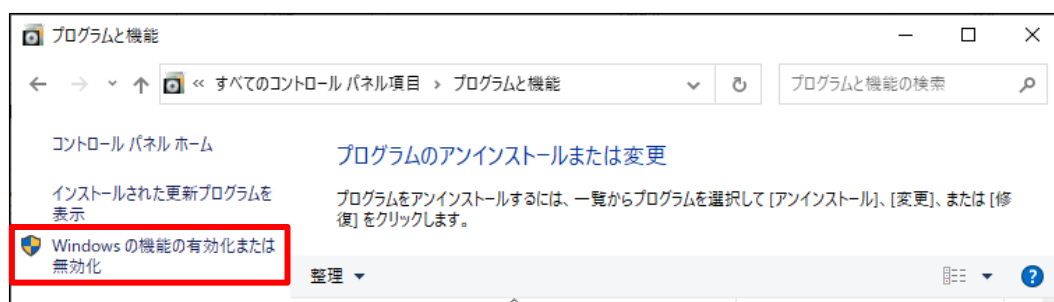 プログラムと機能
« すべてのコントロール パネル項目 › プログラムと機能
プログラムと機能の検索
コントロール パネル ホーム
インストールされた更新プログラムを
表示
Windows の機能の有効化または
無効化
プログラムのアンインストールまたは変更
プログラムをアンインストールするには、一覧からプログラムを選択して [アンインストール]、[変更]、または [修
復] をクリックします。
整理 ▼